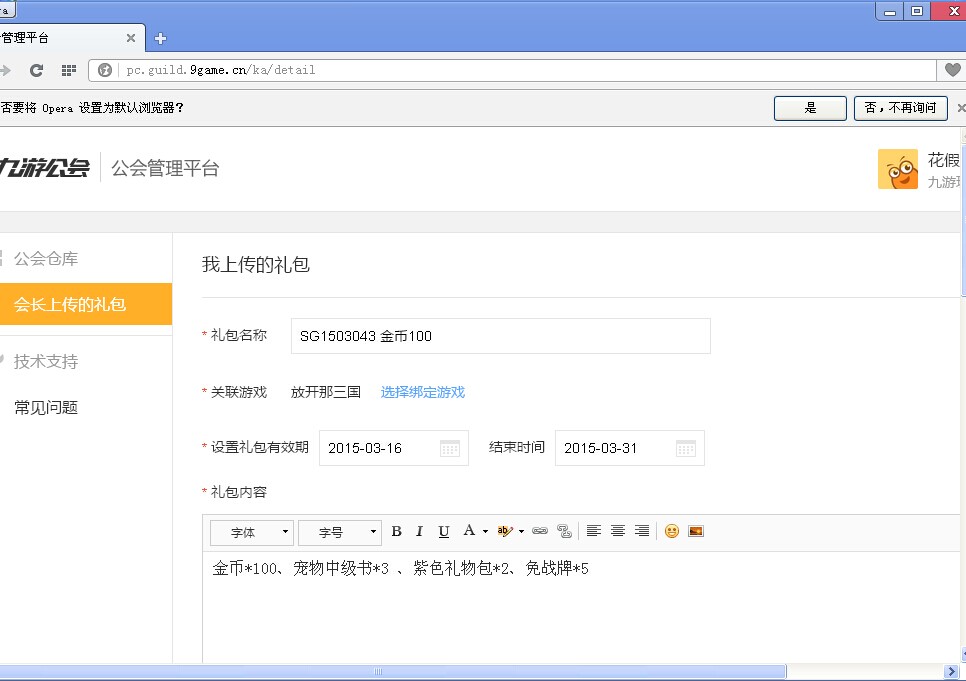 管理平台
pc.guild.9game.cn/ka/detail
否要将 Opera 设置为默认浏览器?
是
否，不再询问
九游公会
公会管理平台
花假
九游玩
公会仓库
会长上传的礼包
技术支持
常见问题
我上传的礼包
* 礼包名称
SG1503043 金币100
* 关联游戏
放开那三国
选择绑定游戏
* 设置礼包有效期
2015-03-16
结束时间
2015-03-31
* 礼包内容
字体
字号
B I U A
金币*100、宠物中级书*3 、紫色礼物包*2、免战牌*5